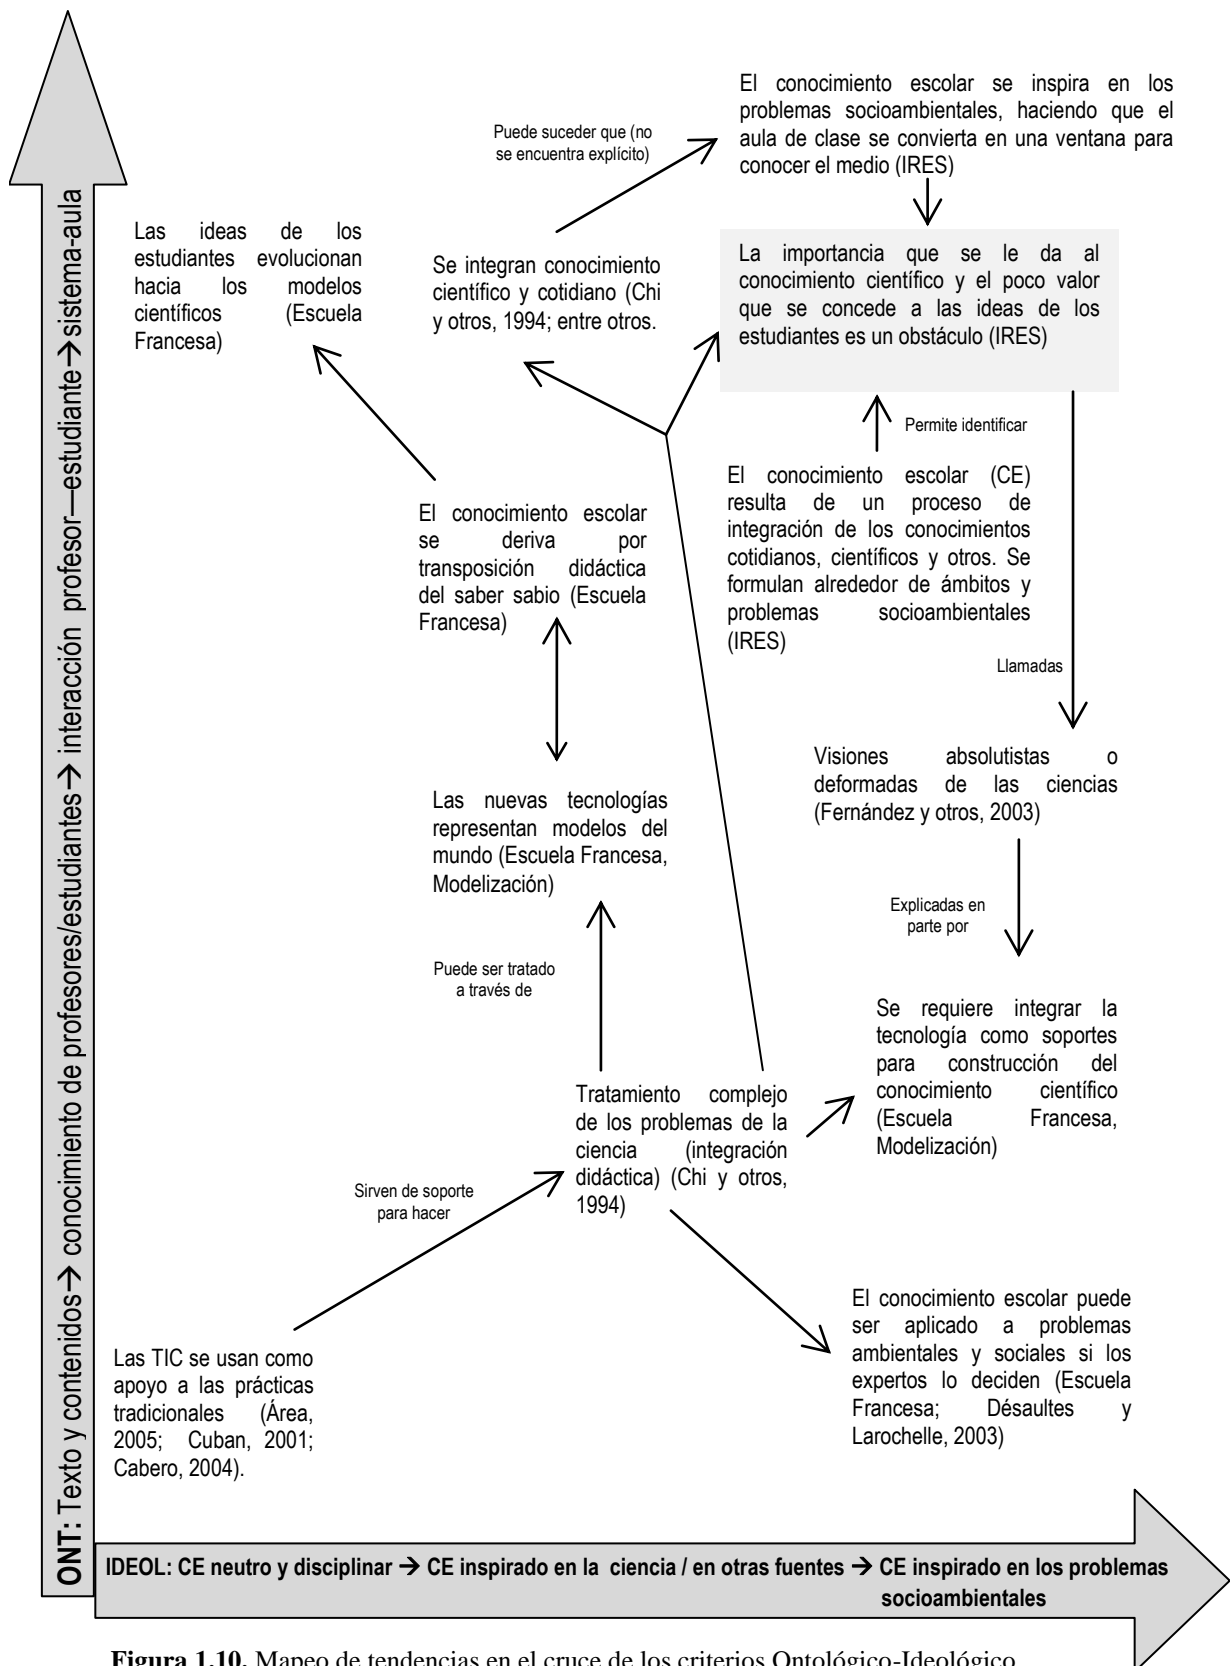 El conocimiento escolar se inspira en los
problemas socioambientales, haciendo que el
aula de clase se convierta en una ventana para
conocer el medio (IRES)
Puede suceder que (no
se encuentra explícito)
Las ideas de los
estudiantes evolucionan
hacia los modelos
científicos (Escuela
Francesa)
Se integran conocimiento
científico y cotidiano (Chi
y otros, 1994; entre otros.
La importancia que se le da al
conocimiento científico y el poco valor
que se concede a las ideas de los
estudiantes es un obstáculo (IRES)
Permite identificar
El conocimiento escolar (CE)
resulta de un proceso de
integración de los conocimientos
cotidianos, científicos y otros. Se
formulan alrededor de ámbitos y
problemas socioambientales
(IRES)
El conocimiento escolar
se deriva por
transposición didáctica
del saber sabio (Escuela
Francesa)
Llamadas
Visiones absolutistas o
deformadas de las ciencias
(Fernández y otros, 2003)
Las nuevas tecnologías
representan modelos del
mundo (Escuela Francesa,
Modelización)
Explicadas en
parte por
Puede ser tratado
a través de
Se requiere integrar la
tecnología como soportes
para construcción del
conocimiento científico
(Escuela Francesa,
Modelización)
Tratamiento complejo
de los problemas de la
ciencia (integración
didáctica) (Chi y otros,
1994)
Sirven de soporte
para hacer
El conocimiento escolar puede
ser aplicado a problemas
ambientales y sociales si los
expertos lo deciden (Escuela
Francesa; Désaultes y
Larochelle, 2003)
Las TIC se usan como
apoyo a las prácticas
tradicionales (Área,
2005; Cuban, 2001;
Cabero, 2004).
ONT: Texto y contenidos→ conocimiento de profesores/estudiantes→ interacción profesor—estudiante→sistema-aula
IDEOL: CE neutro y disciplinar → CE inspirado en la ciencia / en otras fuentes → CE inspirado en los problemas
socioambientales
Figura 1.10. Mapeo de tendencias en el cruce de los criterios Ontológico-Ideológico